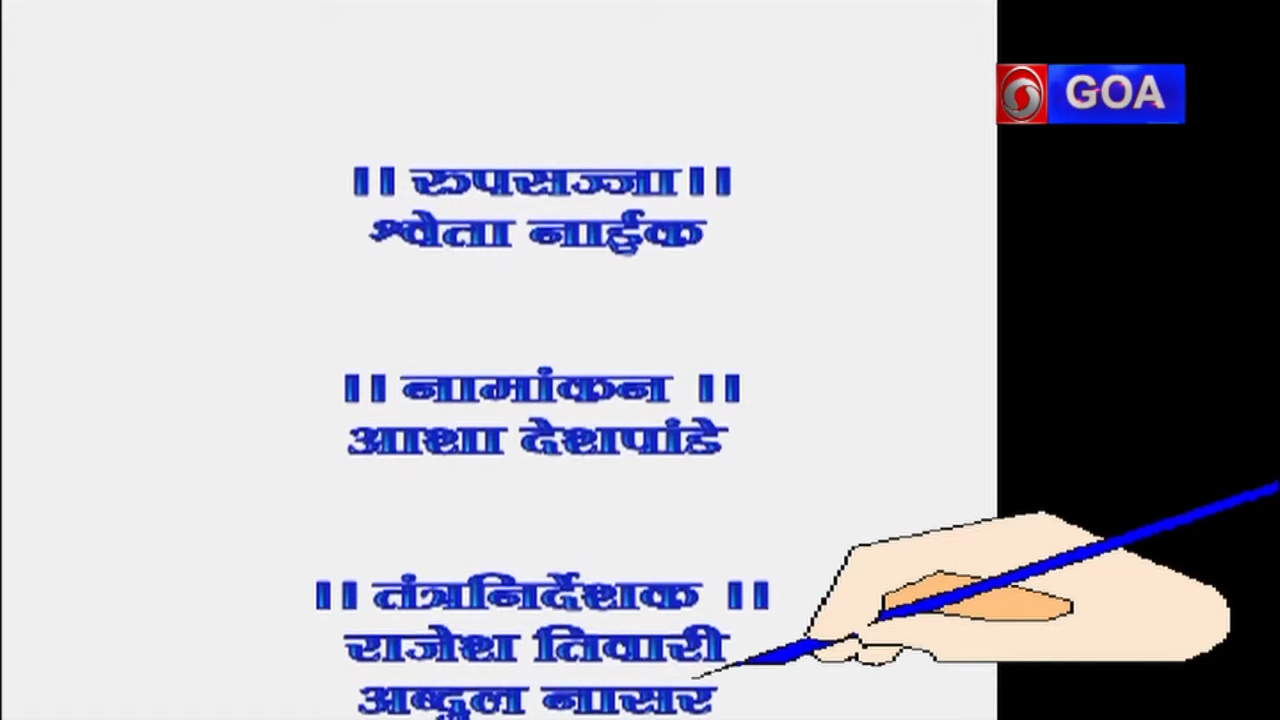 GOA
।। रुपसज्जा ।।
श्वेता नाईक
।। नामांकन ।।
आशा देशपांडे
।। तंत्रनिर्देशक ।।
राजेश तिवारी
अब्दुल नासर